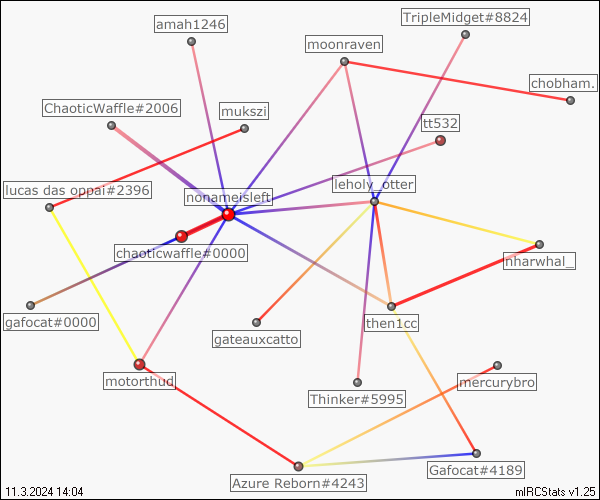 amah1246
TripleMidget#8824
moonraven
chobham.
ChaoticWaffle#2006
mukszi
tt532
lucas das oppai#2396
leholy_otter
nonameisleft
chaoticwaffle#0000
nharwhal_
gafocat#0000
then1cc
gateauxcatto
motorthud
mercurybro
Thinker#5995
Gafocat#4189
Azure Reborn#4243
11.3.2024 14:04
mIRCStats v1.25